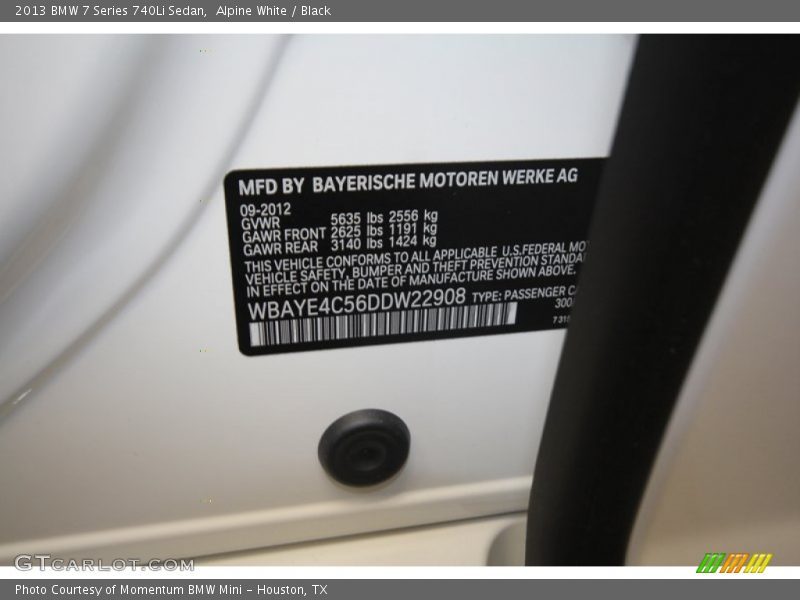 2013 BMW 7 Series 740Li Sedan, Alpine White / Black
MFD BY BAYERISCHE MOTOREN WERKE AG
09-2012
GVWR 5635 lbs 2556 kg
GAWR FRONT 2625 lbs 1191 kg
GAWR REAR 3140 lbs 1424 kg
THIS VEHICLE CONFORMS TO ALL APPLICABLE U.S.FEDERAL
VEHICLE SAFETY, BUMPER AND THEFT PREVENTION
IN EFFECT ON THE DATE OF MANUFACTURE SHOWN ABOVE.
WBAYE4C56DDW22908 TYPE: PASSENGER
300
GTCARLOT.COM
Photo Courtesy of Momentum BMW Mini - Houston, TX